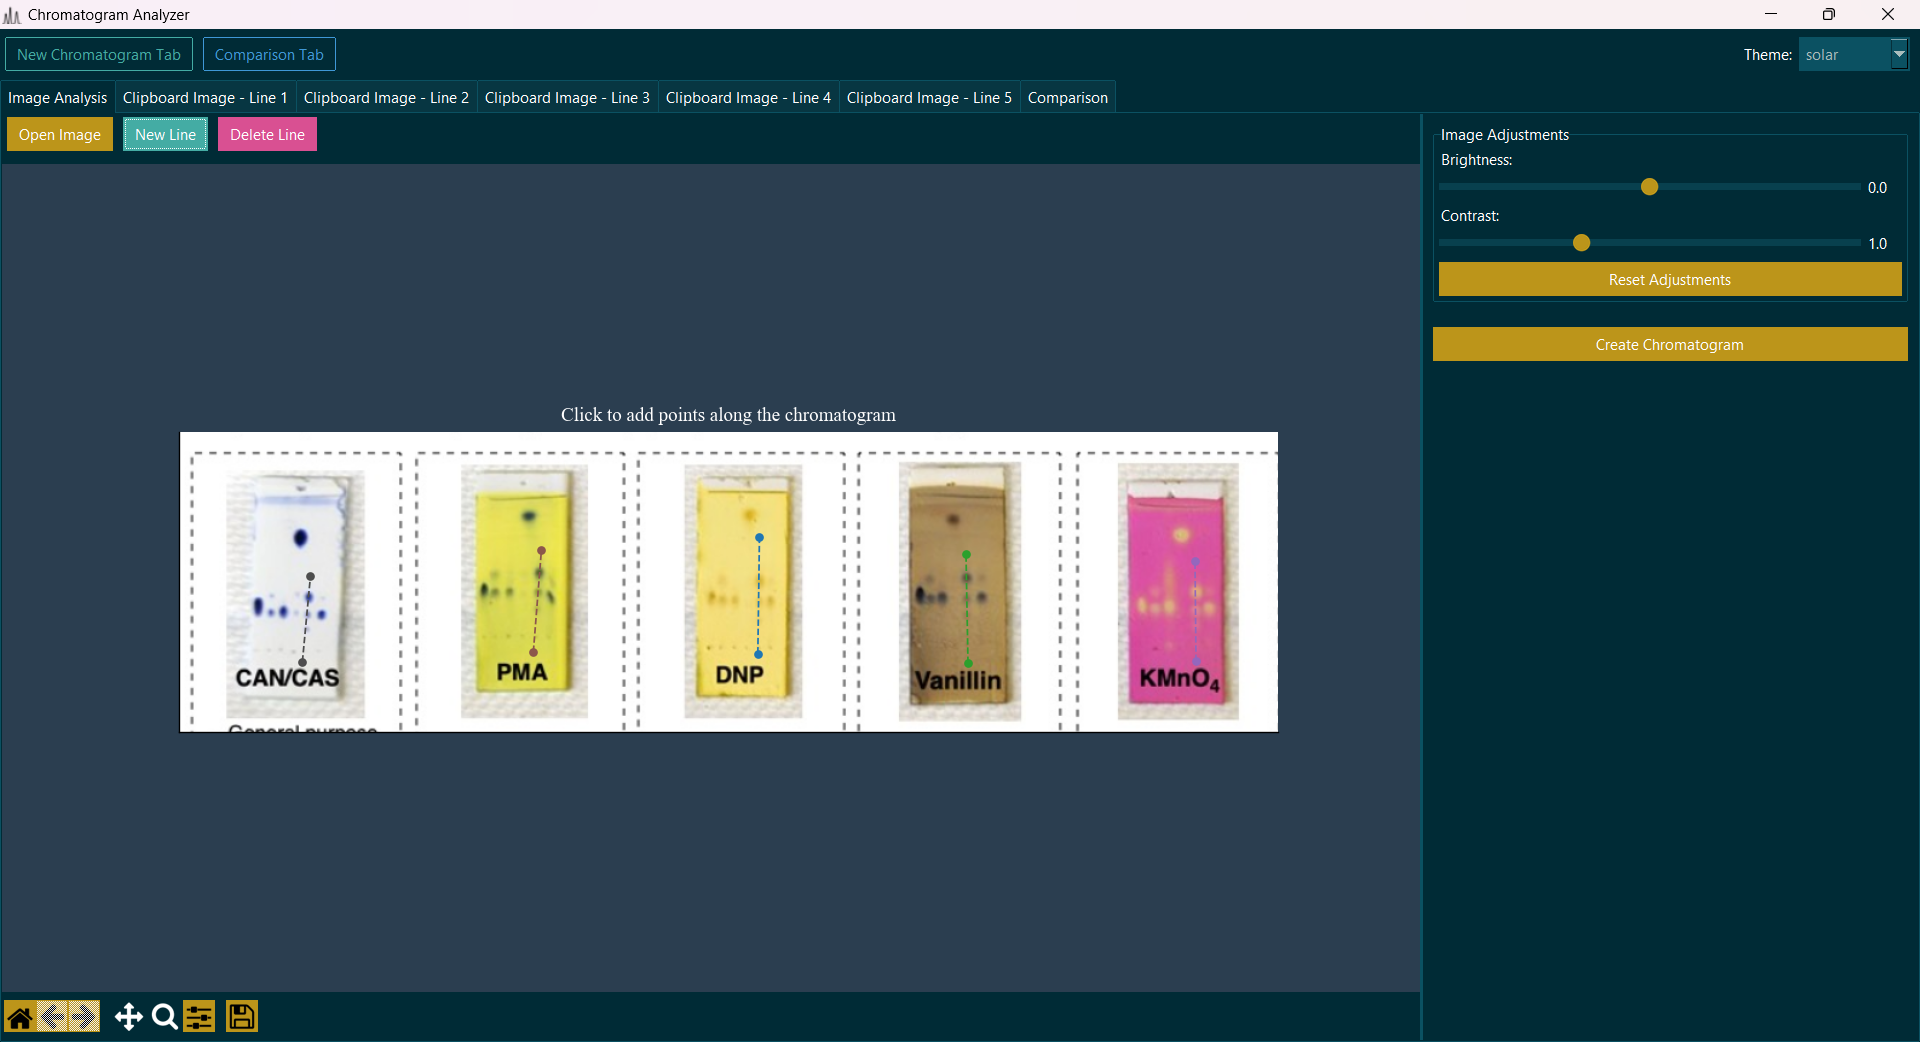 Chromatogram Analyzer
New Chromatogram Tab
Comparison Tab
Theme:
solar
Image Analysis
Clipboard Image - Line 1
Clipboard Image - Line 2
Clipboard Image - Line 3
Clipboard Image - Line 4
Clipboard Image - Line 5
Comparison
Open Image
New Line
Delete Line
Click to add points along the chromatogram
CAN/CAS
PMA
DNP
Vanillin
KMnO₄
General purpose
Image Adjustments
Brightness:
0.0
Contrast:
1.0
Reset Adjustments
Create Chromatogram